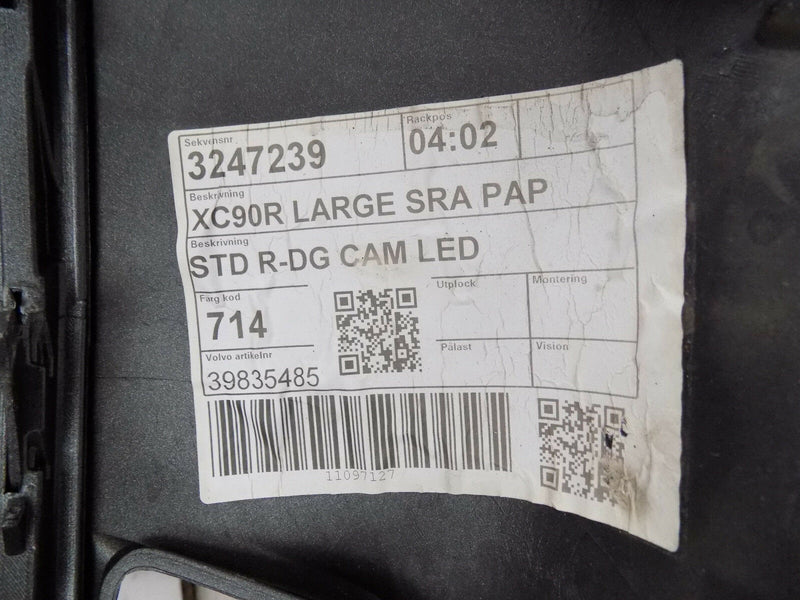 Sekvensnr
3247239
Rackpos
04:02
Beskrivning
XC90R LARGE SRA PAP
Beskrivning
STD R-DG CAM LED
Färg kod
714
Utplock
Montering
Volvo artikelnr
39835485
Pälast
Vision
11097127